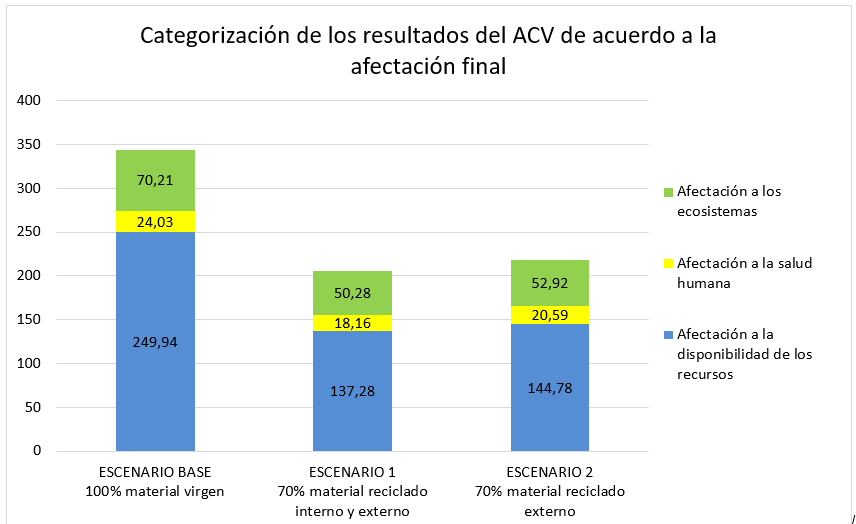 Categorización de los resultados del ACV de acuerdo a la
afectación final
400
350
300
250
200
150
100
50
0
70,21
24,03
249,94
50,28
18,16
137,28
52,92
20,59
144,78
ESCENARIO BASE
100% material virgen
ESCENARIO 1
70% material reciclado
interno y externo
ESCENARIO 2
70% material reciclado
externo
Afectación a los
ecosistemas
Afectación a la salud
humana
Afectación a la
disponibilidad de los
recursos
/